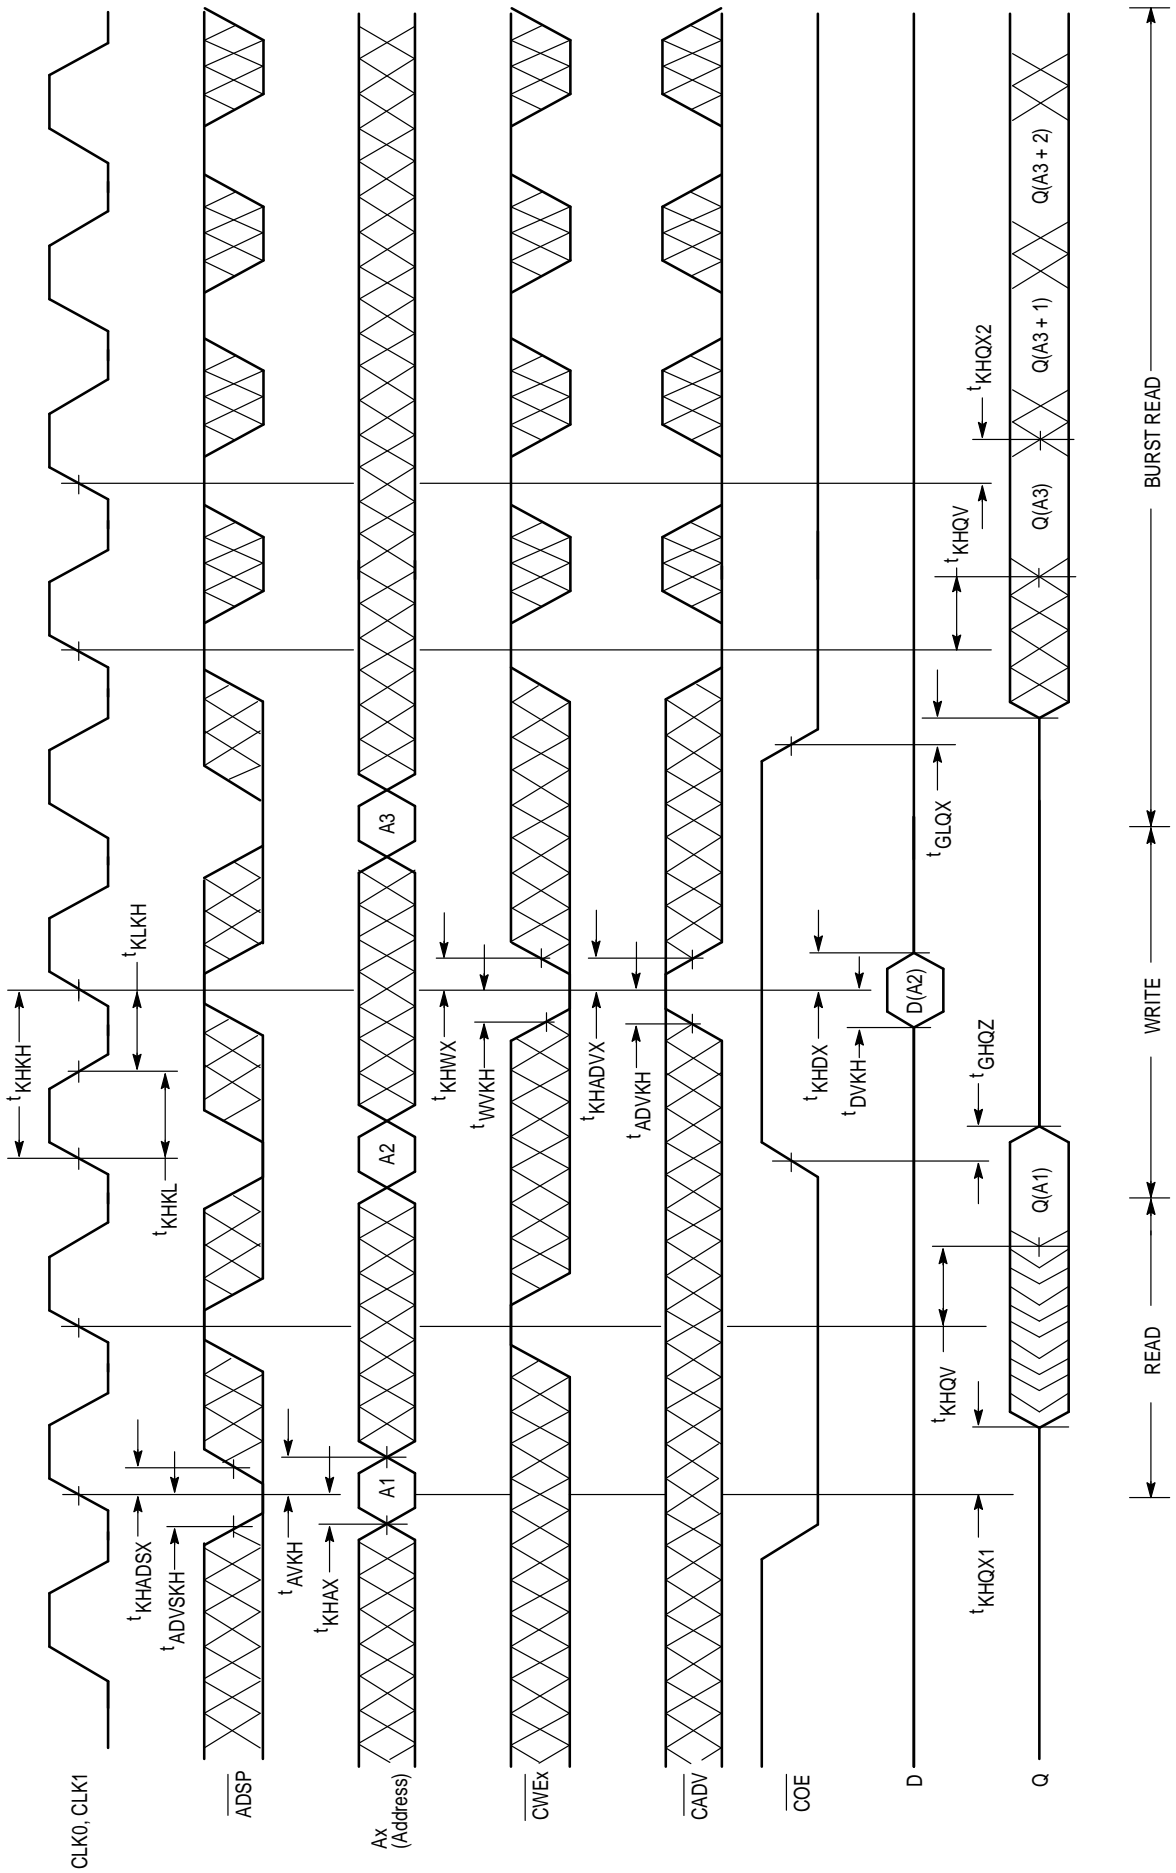 CLK0, CLK1
tKHKH
tKHKL
tKLKH
ADSP
tKHADSX
tADVSKH
tAVKH
tKHAX
Ax
(Address)
A1
A2
A3
CWEx
tKHWX
tWVKH
CADV
tKHADVX
tADVKH
COE
D
tKHDX
tDVKH
D(A2)
tGLQX
Q
tKHQX1
tKHQV
tGHQZ
tKHQV
tKHQX2
Q(A1)
Q(A3)
Q(A3 + 1)
Q(A3 + 2)
READ
WRITE
BURST READ